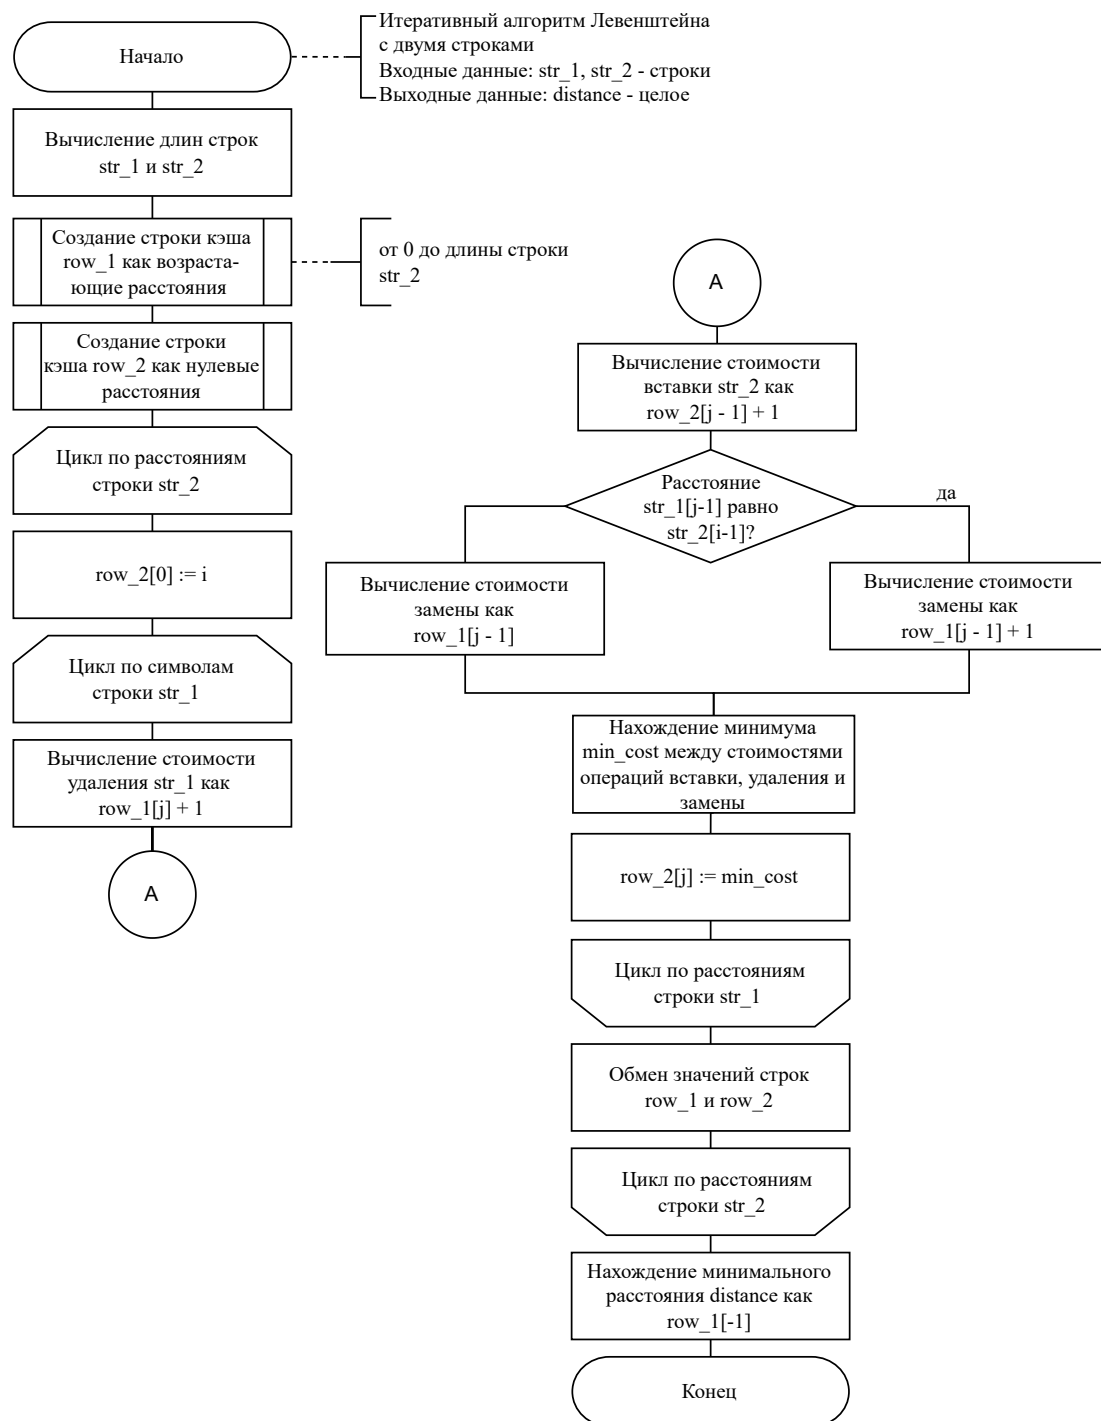 Начало
Итеративный алгоритм Левенштейна
с двумя строками
Входные данные: str_1, str_2 - строки
Выходные данные: distance - целое
Вычисление длин строк
str_1 и str_2
Создание строки кэша
row_1 как возраста-
ющие расстояния
от 0 до длины строки
str_2
Создание строки
кэша row_2 как нулевые
расстояния
Цикл по расстояниям
строки str_2
row_2[0] := i
Цикл по символам
строки str_1
Вычисление стоимости
удаления str_1 как
row_1[j] + 1
A
A
Вычисление стоимости
вставки str_2 как
row_2[j - 1] + 1
Расстояние
str_1[j-1] равно
str_2[i-1]?
да
Вычисление стоимости
замены как
row_1[j - 1]
Вычисление стоимости
замены как
row_1[j - 1] + 1
Нахождение минимума
min_cost между стоимостями
операций вставки, удаления и
замены
row_2[j] := min_cost
Цикл по расстояниям
строки str_1
Обмен значений строк
row_1 и row_2
Цикл по расстояниям
строки str_2
Нахождение минимального
расстояния distance как
row_1[-1]
Конец